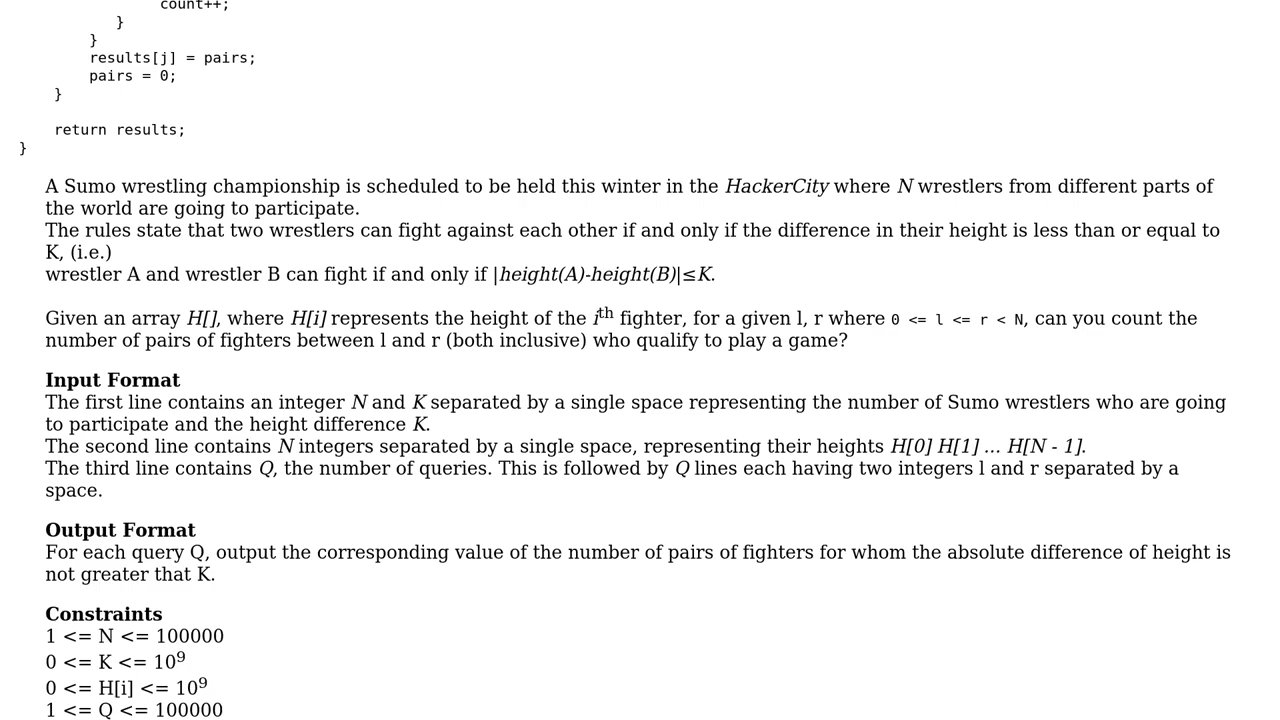 count++;
}
}
results[j] = pairs;
pairs = 0;
}
return results;
}
A Sumo wrestling championship is scheduled to be held this winter in the HackerCity where N wrestlers from different parts of
the world are going to participate.
The rules state that two wrestlers can fight against each other if and only if the difference in their height is less than or equal to
K, (i.e.)
wrestler A and wrestler B can fight if and only if |height(A)-height(B)|≤K.
Given an array H[], where H[i] represents the height of the ith fighter, for a given l, r where 0 <= l <= r < N, can you count the
number of pairs of fighters between l and r (both inclusive) who qualify to play a game?
Input Format
The first line contains an integer N and K separated by a single space representing the number of Sumo wrestlers who are going
to participate and the height difference K.
The second line contains N integers separated by a single space, representing their heights H[0] H[1] ... H[N - 1].
The third line contains Q, the number of queries. This is followed by Q lines each having two integers l and r separated by a
space.
Output Format
For each query Q, output the corresponding value of the number of pairs of fighters for whom the absolute difference of height is
not greater that K.
Constraints
1 <= N <= 100000
0 <= K <= 10^9
0 <= H[i] <= 10^9
1 <= Q <= 100000